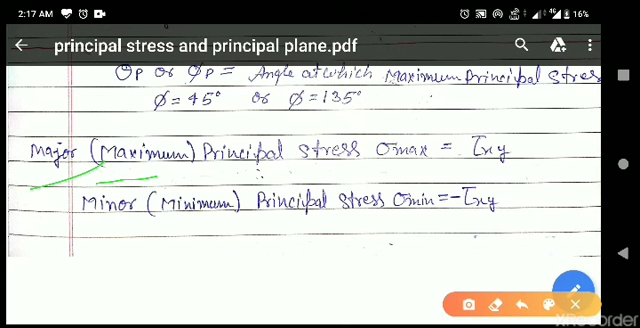 2:17 AM
4G 16%
principal stress and principal plane.pdf
θp or ϕp = Angle at which Maximum Principal Stress
ϕ = 45° or ϕ = 135°
Major (Maximum) Principal stress σmax = τxy
Minor (Minimum) Principal stress σmin = -τxy
XRecorder